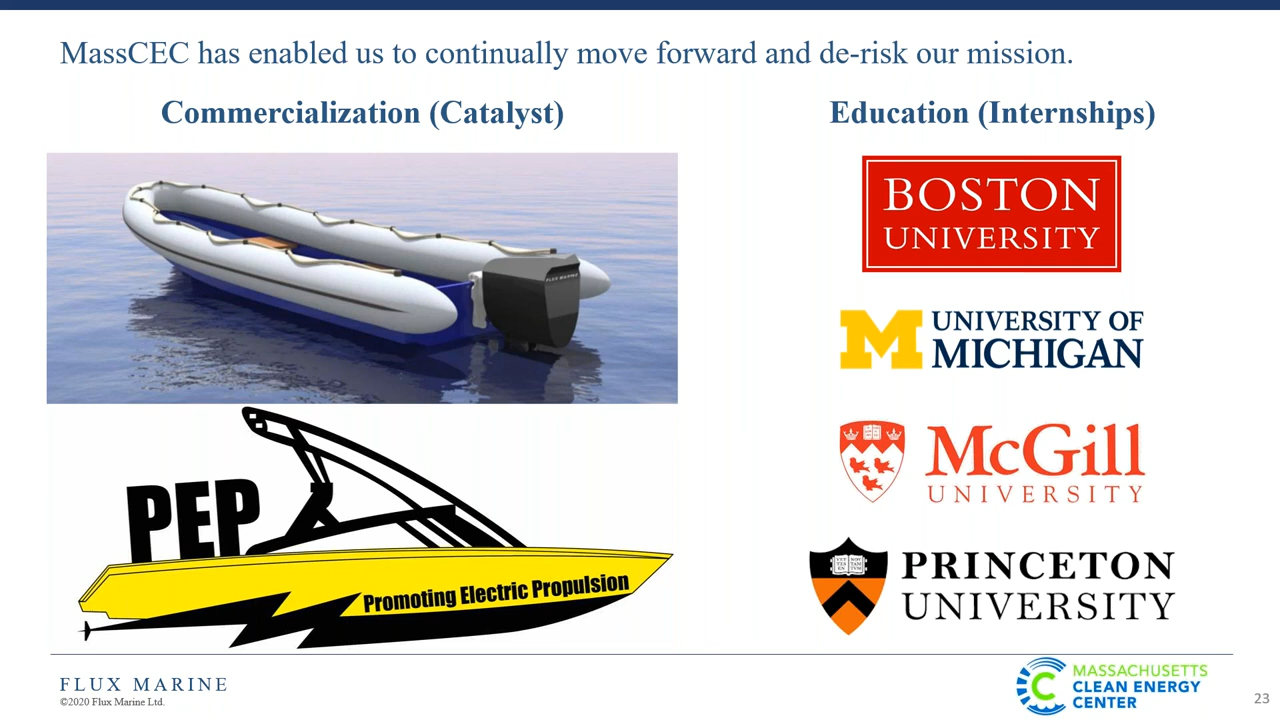 MassCEC has enabled us to continually move forward and de-risk our mission.
Commercialization (Catalyst)
Education (Internships)
FLUX MARINE
PEP
Promoting Electric Propulsion
BOSTON
UNIVERSITY
M UNIVERSITY OF
MICHIGAN
McGill
UNIVERSITY
PRINCETON
UNIVERSITY
FLUX MARINE
©2020 Flux Marine Ltd.
MASSACHUSETTS
CLEAN ENERGY
CENTER
23